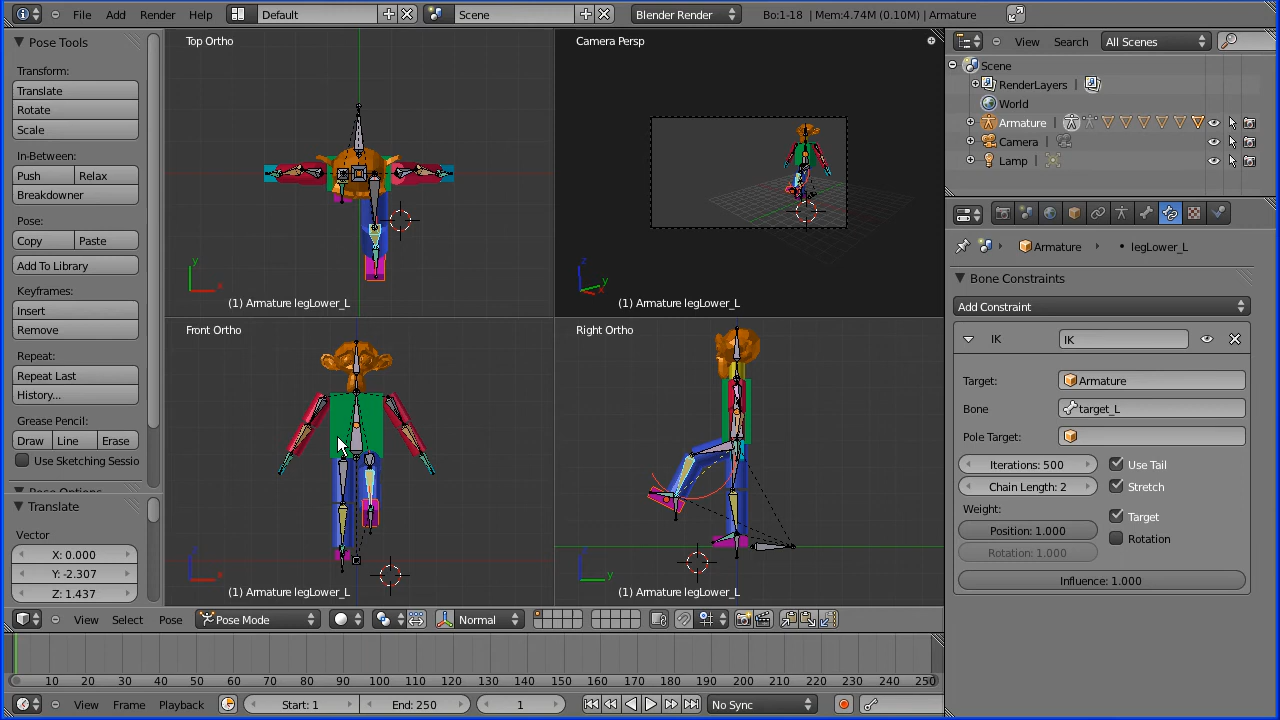 File Add Render Help Default Scene Blender Render Bo:1-18 | Mem:4.74M (0.10M) | Armature
Pose Tools
Transform:
Translate
Rotate
Scale
In-Between:
Push Relax
Breakdowner
Pose:
Copy Paste
Add To Library
Keyframes:
Insert
Remove
Repeat:
Repeat Last
History...
Grease Pencil:
Draw Line Erase
Use Sketching Sessio
Translate
Vector
X: 0.000
Y: -2.307
Z: 1.437
Top Ortho
y
x
(1) Armature legLower_L
Camera Persp
z
y
x
(1) Armature legLower_L
Front Ortho
z
x
(1) Armature legLower_L
Right Ortho
z
y
(1) Armature legLower_L
View Select Pose Pose Mode Normal
10 20 30 40 50 60 70 80 90 100 110 120 130 140 150 160 170 180 190 200 210 220 230 240 250
View Frame Playback Start: 1 End: 250 1 No Sync
View Search All Scenes
Scene
RenderLayers |
World
Armature |
Camera |
Lamp |
Armature legLower_L
Bone Constraints
Add Constraint
IK IK
Target: Armature
Bone target_L
Pole Target:
Iterations: 500 Use Tail
Chain Length: 2 Stretch
Weight:
Position: 1.000 Target
Rotation: 1.000 Rotation
Influence: 1.000